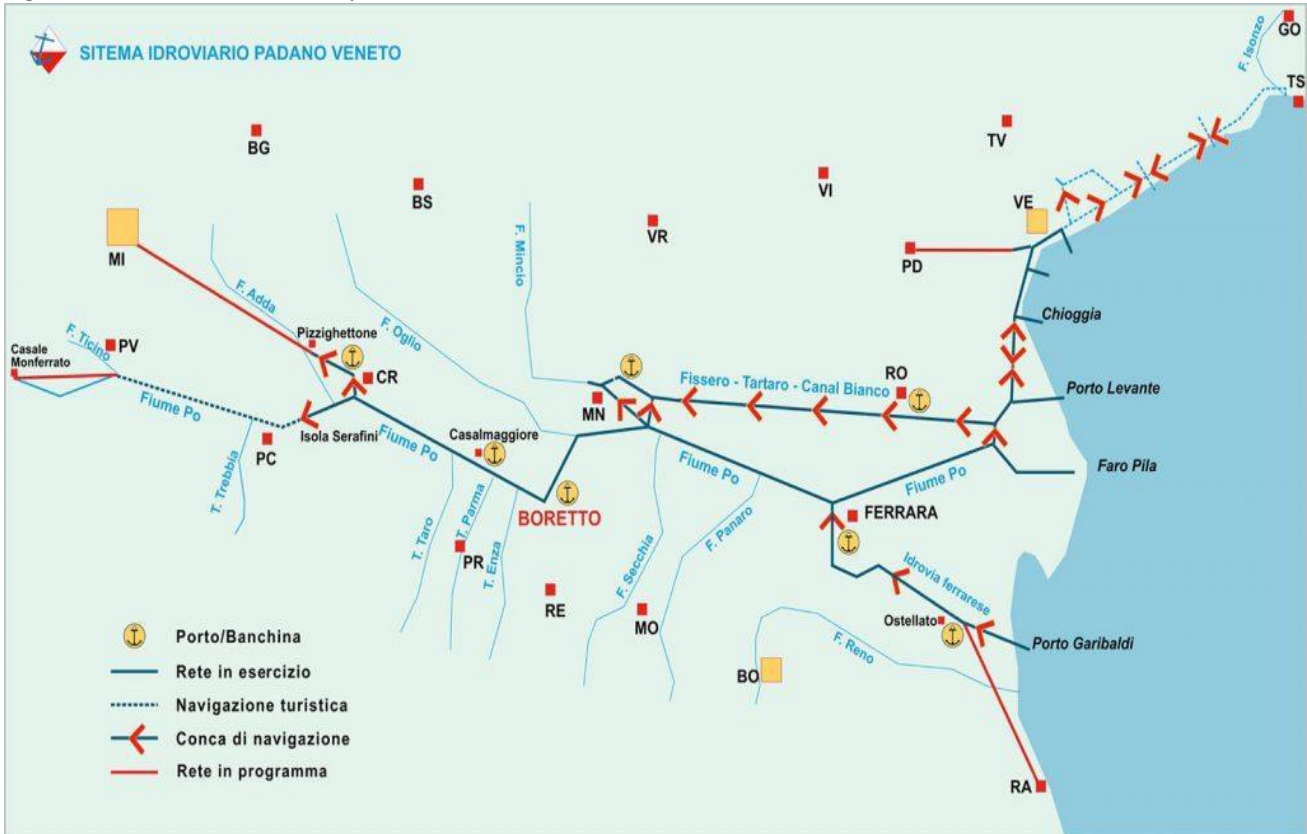 SITEMA IDROVIARIO PADANO VENETO
GO
F. Isonzo
TS
BG
TV
BS
VI
VE
MI
VR
F. Mincio
PD
F. Adda
F. Oglio
Chioggia
Pizzighettone
F. Ticino
PV
Casale
Monferrato
CR
Fissero - Tartaro - Canal Bianco
RO
Porto Levante
MN
Fiume Po
Isola Serafini
Fiume Po
Casalmaggiore
PC
T. Trebbia
Fiume Po
Fiume Po
Faro Pila
BORETTO
FERRARA
T. Taro
T. Parma
T. Enza
PR
F. Secchia
F. Panaro
Idrovia ferrarese
RE
MO
Ostellato
Porto Garibaldi
F. Reno
BO
RA
Porto/Banchina
Rete in esercizio
Navigazione turistica
Conca di navigazione
Rete in programma